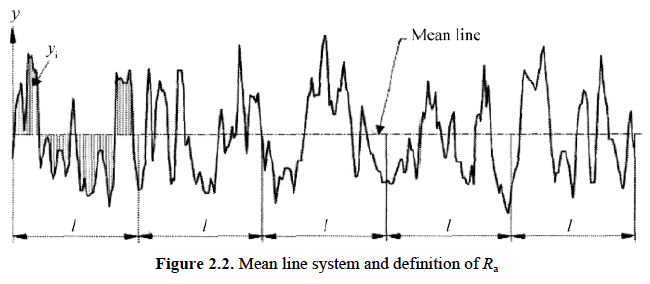 y
y_i
Mean line
l l l l l
Figure 2.2. Mean line system and definition of R_a